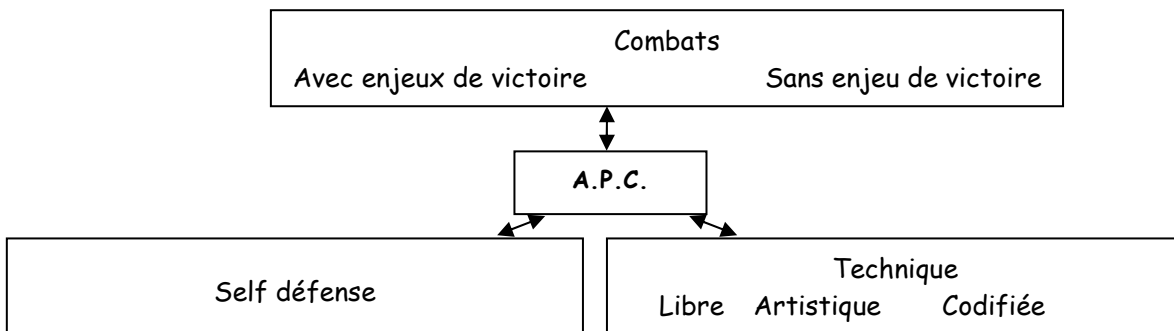 Combats
Avec enjeux de victoire Sans enjeu de victoire
A.P.C.
Self défense
Technique
Libre Artistique Codifiée